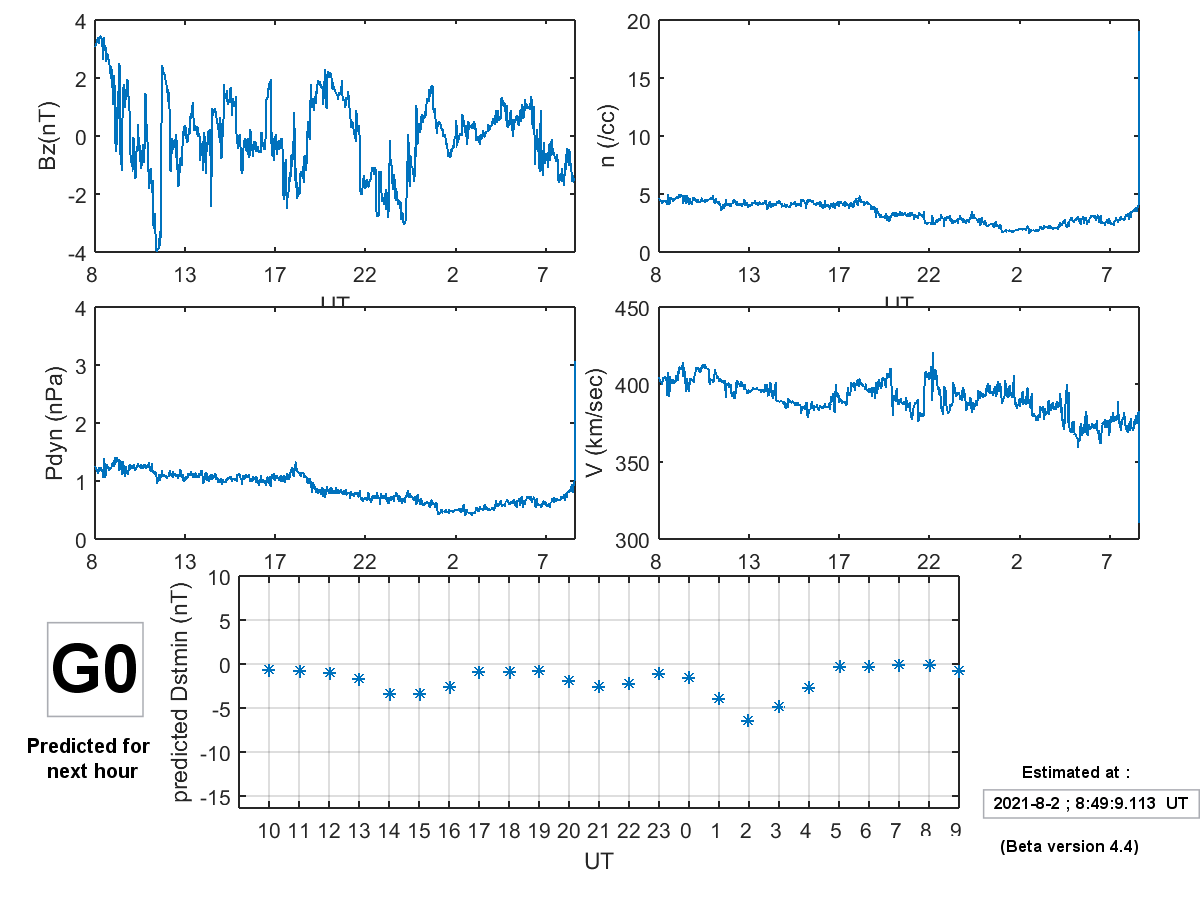 4
2
0
-2
-4
Bz(nT)
8 13 17 22 2 7
UT
20
15
10
5
0
n (/cc)
8 13 17 22 2 7
UT
4
3
2
1
0
Pdyn (nPa)
8 13 17 22 2 7
450
400
350
300
V (km/sec)
8 13 17 22 2 7
10
5
0
-5
-10
-15
predicted Dstmin (nT)
10 11 12 13 14 15 16 17 18 19 20 21 22 23 0 1 2 3 4 5 6 7 8 9
UT
G0
Predicted for
next hour
Estimated at :
2021-8-2 ; 8:49:9.113 UT
(Beta version 4.4)